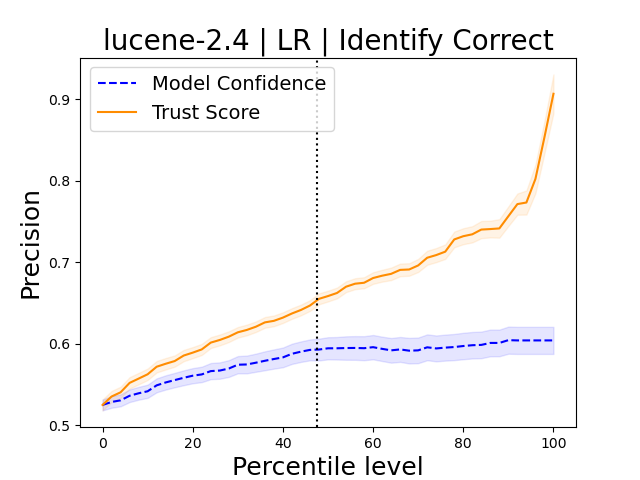 lucene-2.4 | LR | Identify Correct
Model Confidence
Trust Score
Precision
0.9
0.8
0.7
0.6
0.5
0 20 40 60 80 100
Percentile level